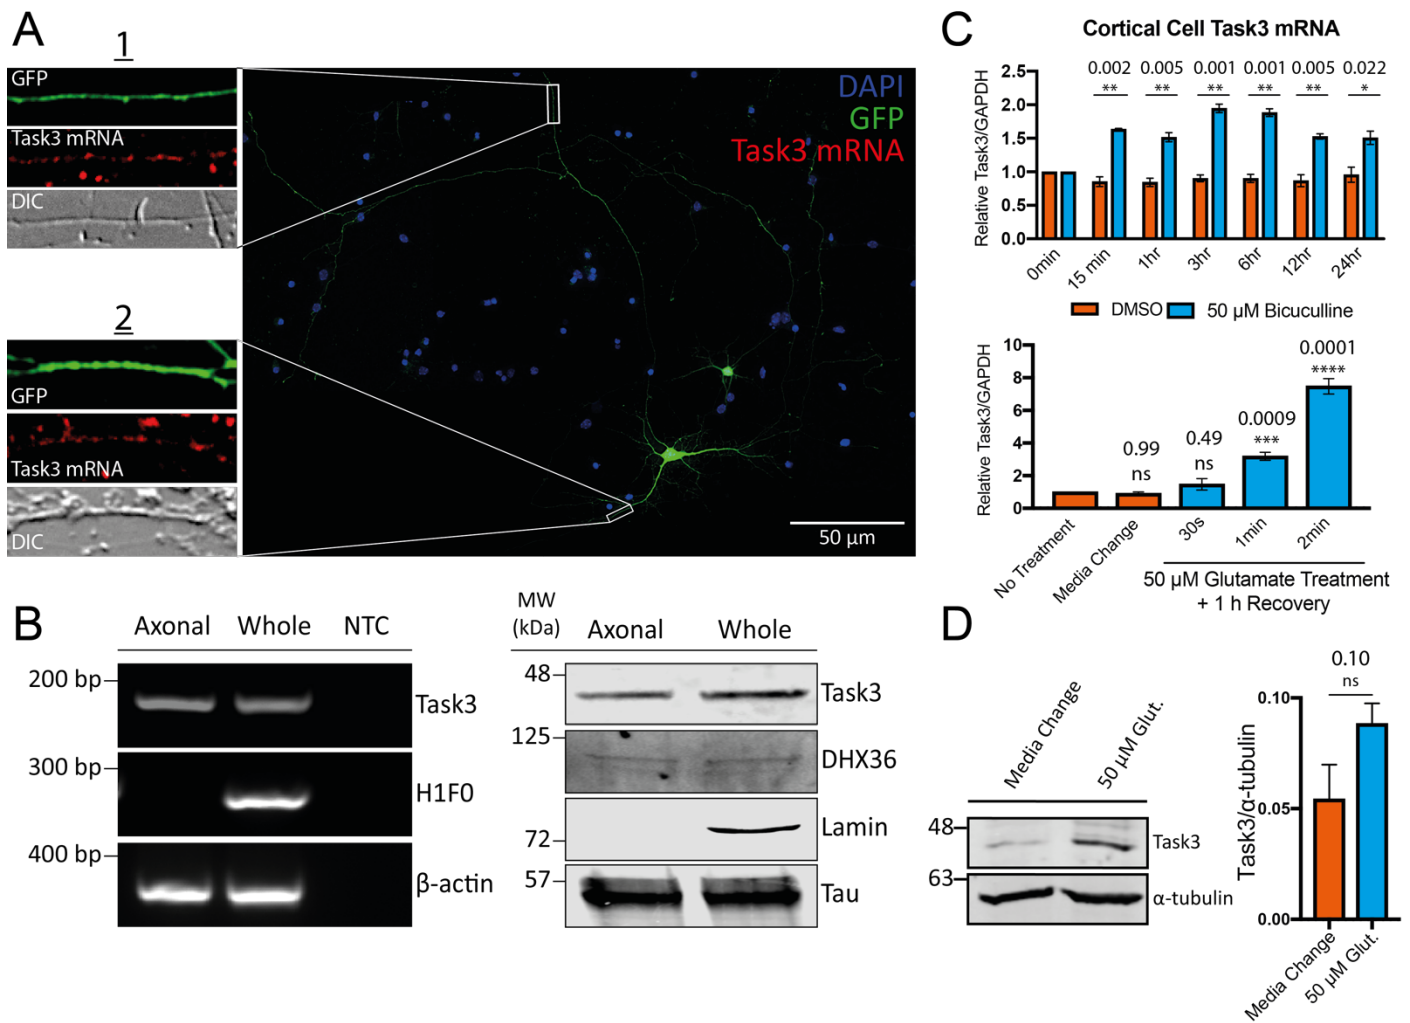 A
1
GFP
Task3 mRNA
DIC
2
GFP
Task3 mRNA
DIC
DAPI
GFP
Task3 mRNA
50 µm
B
Axonal Whole NTC
200 bp
Task3
300 bp
H1F0
400 bp
β-actin
MW
(kDa)
Axonal Whole
48
Task3
125
DHX36
Lamin
72
57
Tau
C
Cortical Cell Task3 mRNA
Relative Task3/GAPDH
2.5
2.0
1.5
1.0
0.5
0.0
0.002 0.005 0.001 0.001 0.005 0.022
** ** ** ** ** *
0min 15 min 1hr 3hr 6hr 12hr 24hr
DMSO 50 µM Bicuculline
Relative Task3/GAPDH
10
8
6
4
2
0
0.99 0.49 0.0009 0.0001
ns ns *** ****
No Treatment Media Change 30s 1min 2min
50 µM Glutamate Treatment
+ 1 h Recovery
D
Media Change 50 µM Glut.
48
Task3
63
α-tubulin
Task3/α-tubulin
0.10
0.05
0.00
0.10
ns
Media Change 50 µM Glut.